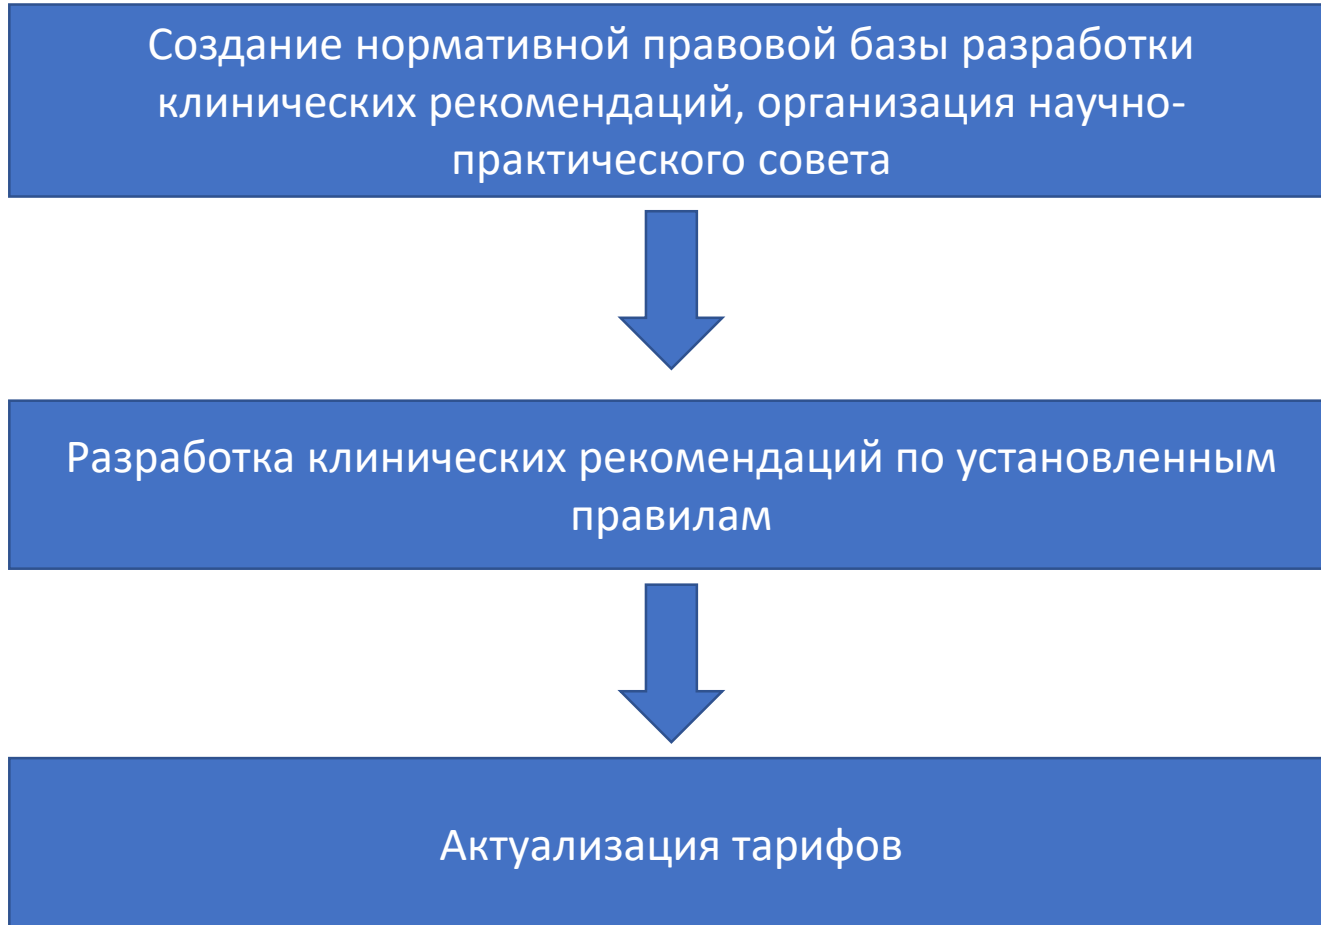 Создание нормативной правовой базы разработки
клинических рекомендаций, организация научно-
практического совета
Разработка клинических рекомендаций по установленным
правилам
Актуализация тарифов